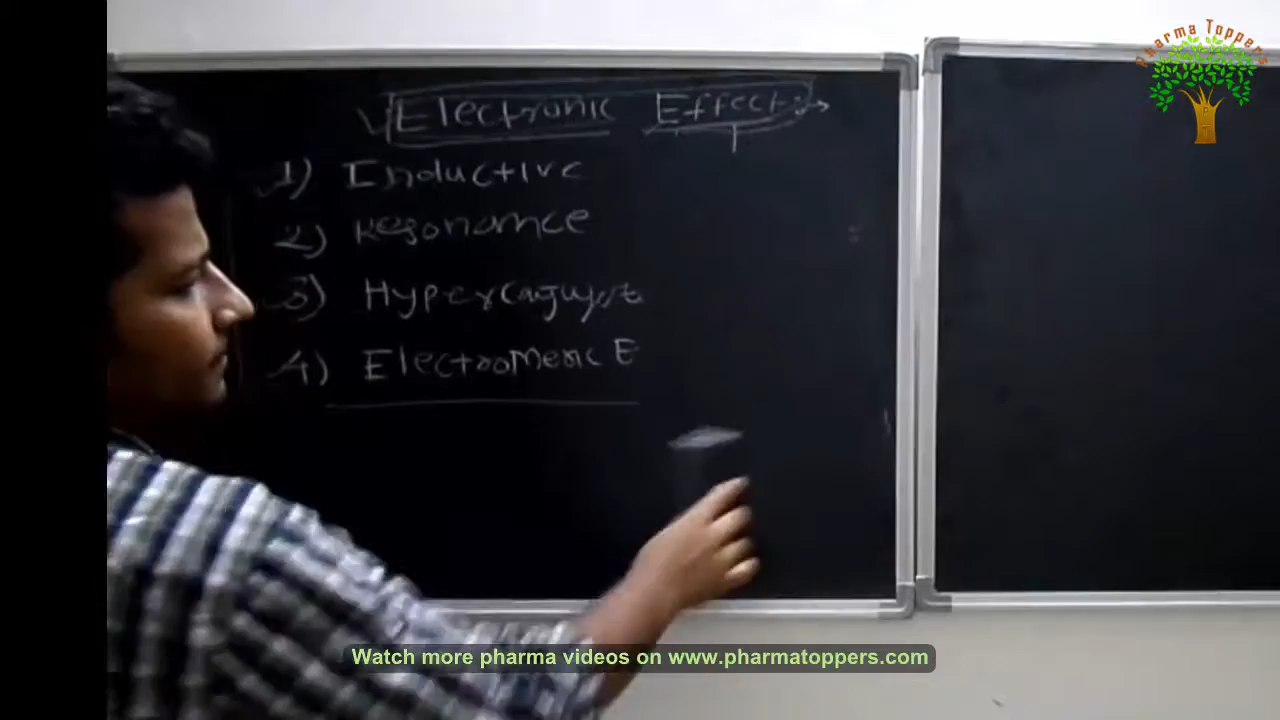 Pharma Toppers
Electronic Effect
1) Inductive
2) Resonance
3) Hyperconjugat
4) Electromeric E
Watch more pharma videos on www.pharmatoppers.com